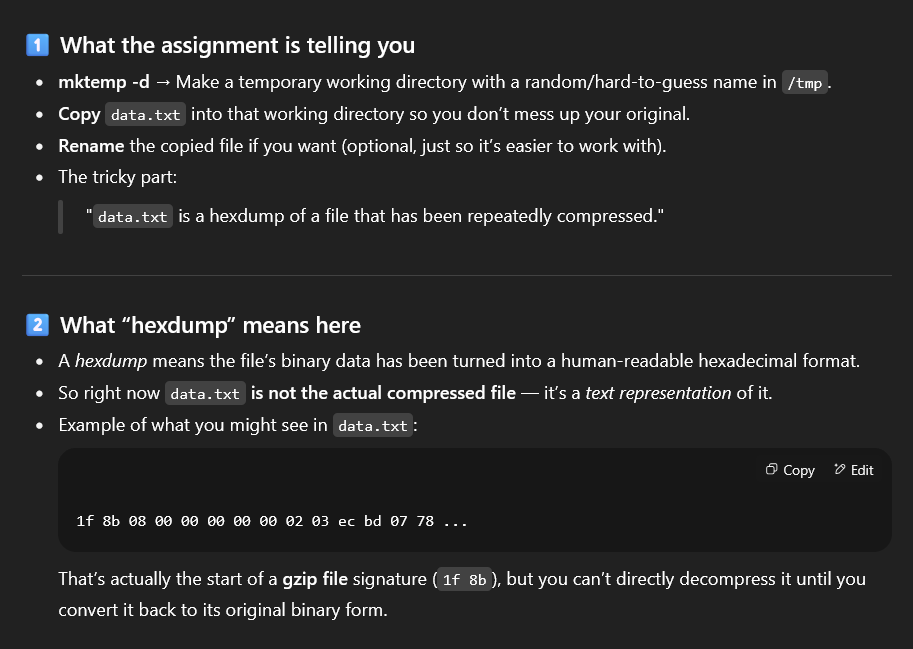 1 What the assignment is telling you
• mktemp -d → Make a temporary working directory with a random/hard-to-guess name in /tmp.
• Copy data.txt into that working directory so you don’t mess up your original.
• Rename the copied file if you want (optional, just so it’s easier to work with).
• The tricky part:
"data.txt is a hexdump of a file that has been repeatedly compressed."
2 What “hexdump” means here
• A hexdump means the file’s binary data has been turned into a human-readable hexadecimal format.
• So right now data.txt is not the actual compressed file — it’s a text representation of it.
• Example of what you might see in data.txt:
Copy Edit
1f 8b 08 00 00 00 00 00 02 03 ec bd 07 78 ...
That’s actually the start of a gzip file signature (1f 8b), but you can’t directly decompress it until you
convert it back to its original binary form.